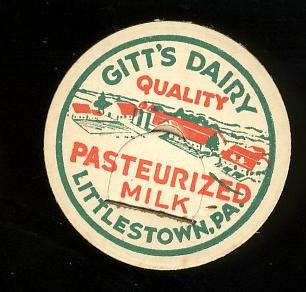 GITT'S DAIRY
QUALITY
PASTEURIZED
MILK
LITTLESTOWN, PA.